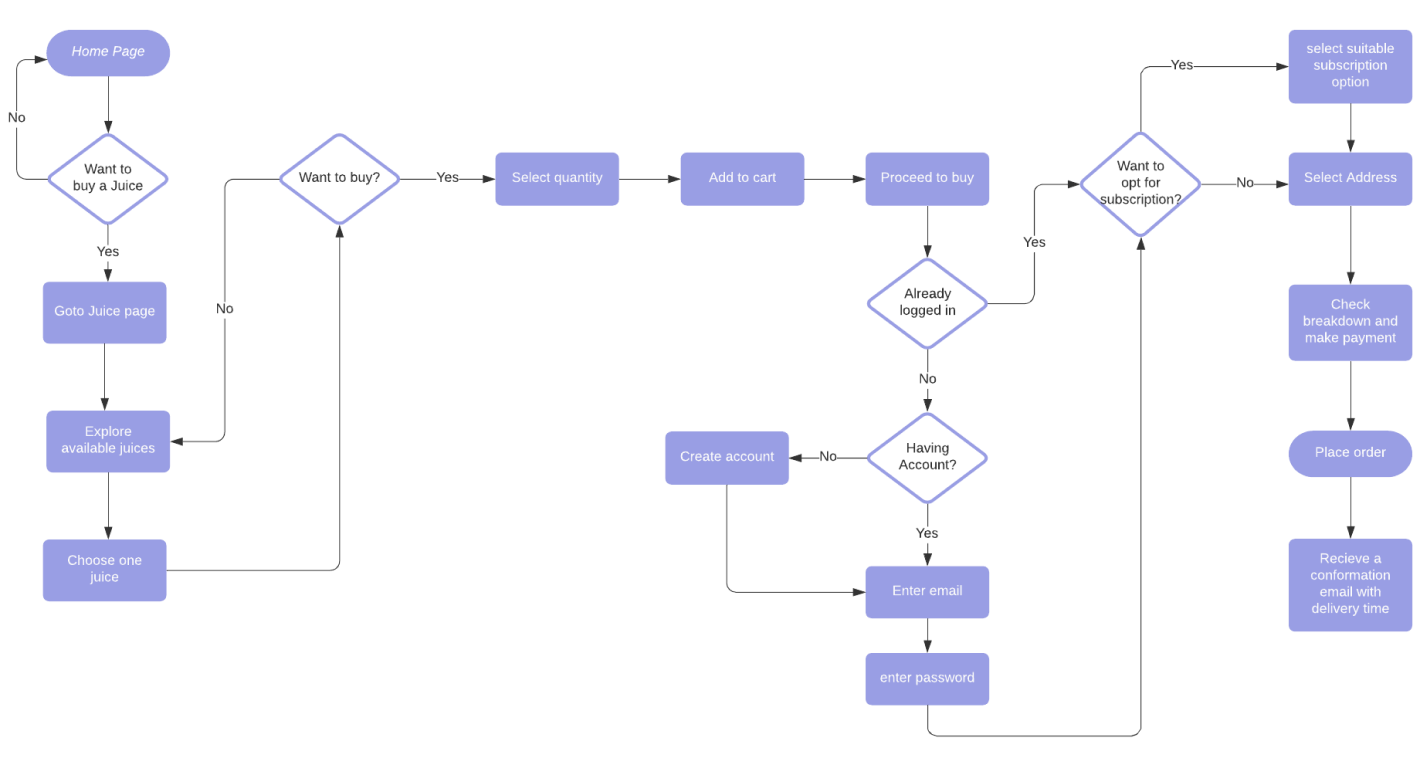 Home Page
No
Want to
buy a Juice
Yes
Goto Juice page
Explore
available juices
Choose one
juice
No
Want to buy?
Yes
Select quantity
Add to cart
Proceed to buy
Already
logged in
Yes
No
Having
Account?
No
Create account
Yes
Enter email
enter password
Want to
opt for
subscription?
Yes
No
select suitable
subscription
option
Select Address
Check
breakdown and
make payment
Place order
Recieve a
conformation
email with
delivery time